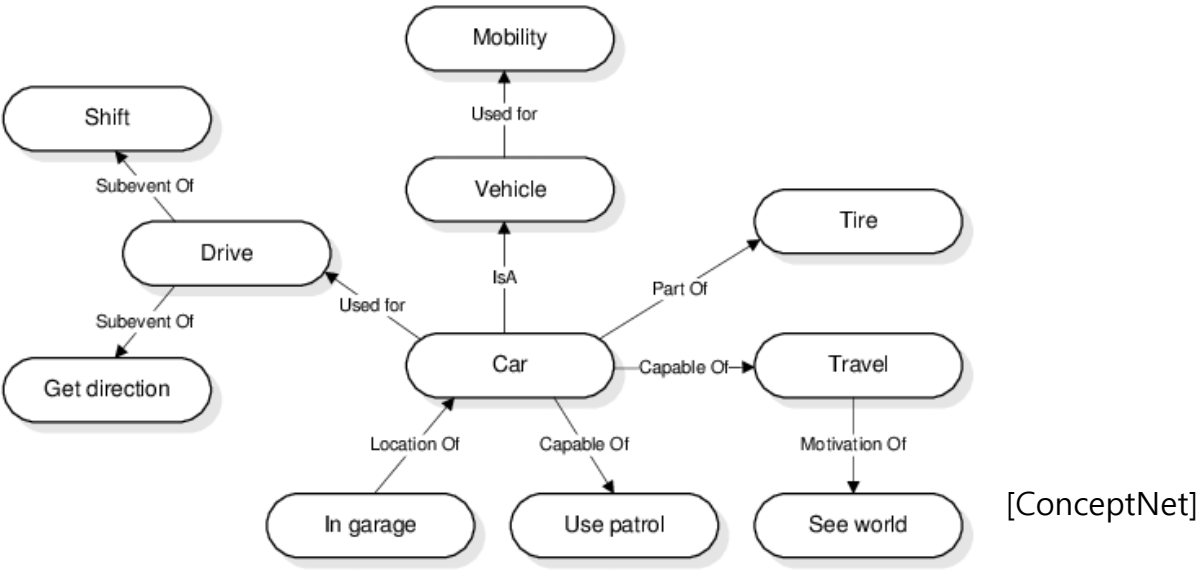 Mobility
Shift
Used for
Subevent Of
Vehicle
Tire
Drive
IsA
Part Of
Used for
Subevent Of
Car
Capable Of
Travel
Get direction
Location Of
Capable Of
Motivation Of
In garage
Use patrol
See world
[ConceptNet]